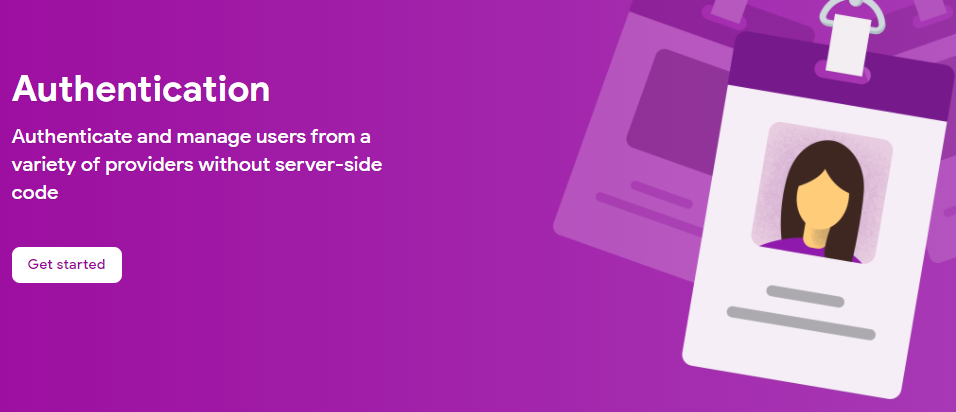 Authentication
Authenticate and manage users from a
variety of providers without server-side
code
Get started